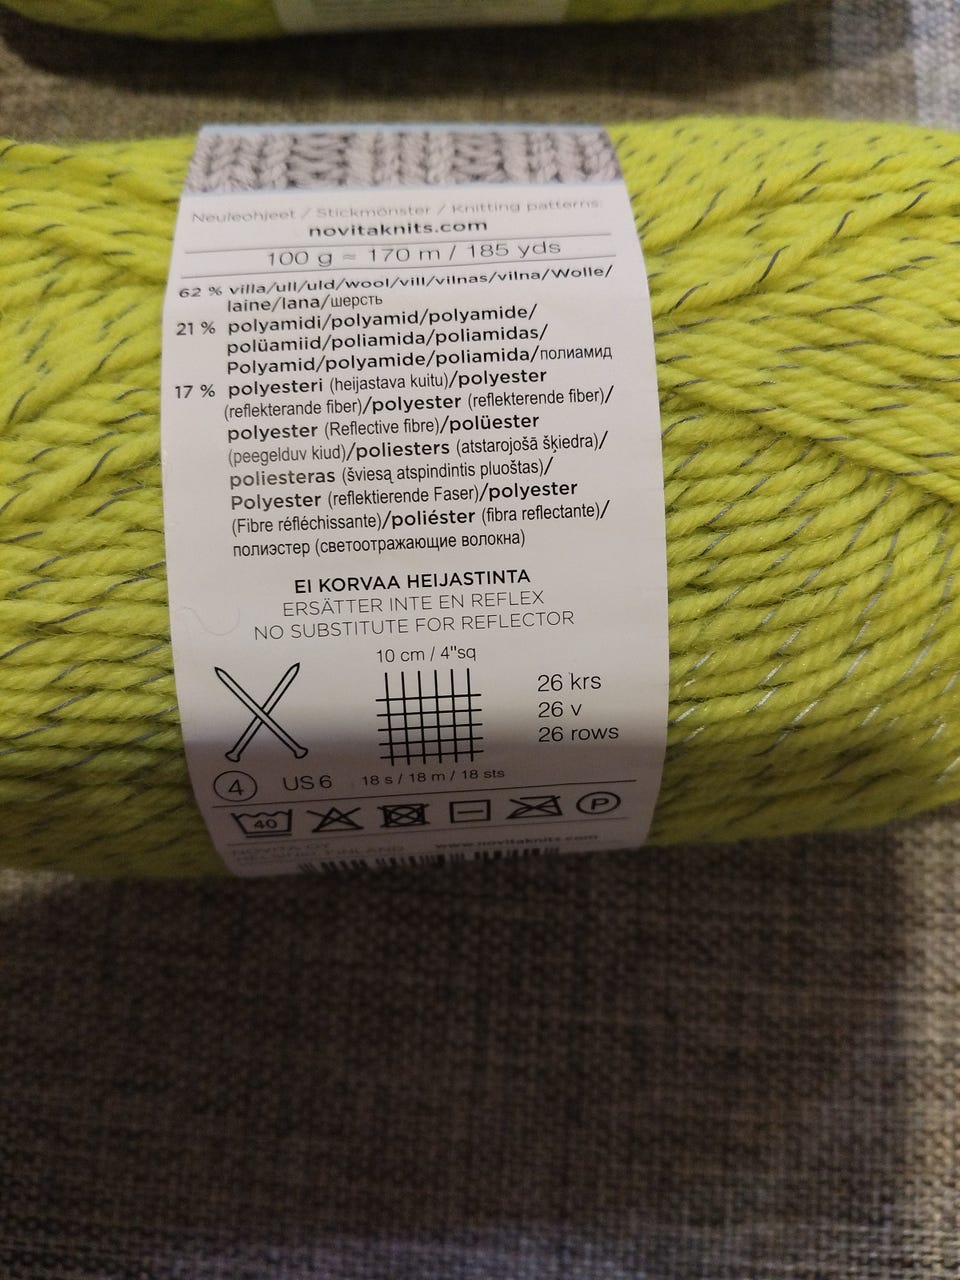 Neuleohjeet / Stickmönster / Knitting patterns:
novitaknits.com
100 g ≈ 170 m / 185 yds
62 % villa/ull/uld/wool/vill/vilnas/vilna/Wolle/
laine/lana/шерсть
21 % polyamidi/polyamid/polyamide/
polüamiid/poliamida/poliamidas/
Polyamid/polyamide/poliamida/полиамид
17 % polyesteri (heijastava kuitu)/polyester
(reflekterande fiber)/polyester (reflekterende fiber)/
polyester (Reflective fibre)/polüester
(peegelduv kiud)/poliesters (atstarojošā šķiedra)/
poliesteras (šviesą atspindintis pluoštas)/
Polyester (reflektierende Faser)/polyester
(Fibre réfléchissante)/poliéster (fibra reflectante)/
полиэстер (светоотражающие волокна)
EI KORVAA HEIJASTINTA
ERSÄTTER INTE EN REFLEX
NO SUBSTITUTE FOR REFLECTOR
10 cm / 4"sq
26 krs
26 v
26 rows
4 US 6 18 s / 18 m / 18 sts
40 P
NOVITA OY www.novitaknits.com
HELSINKI FINLAND